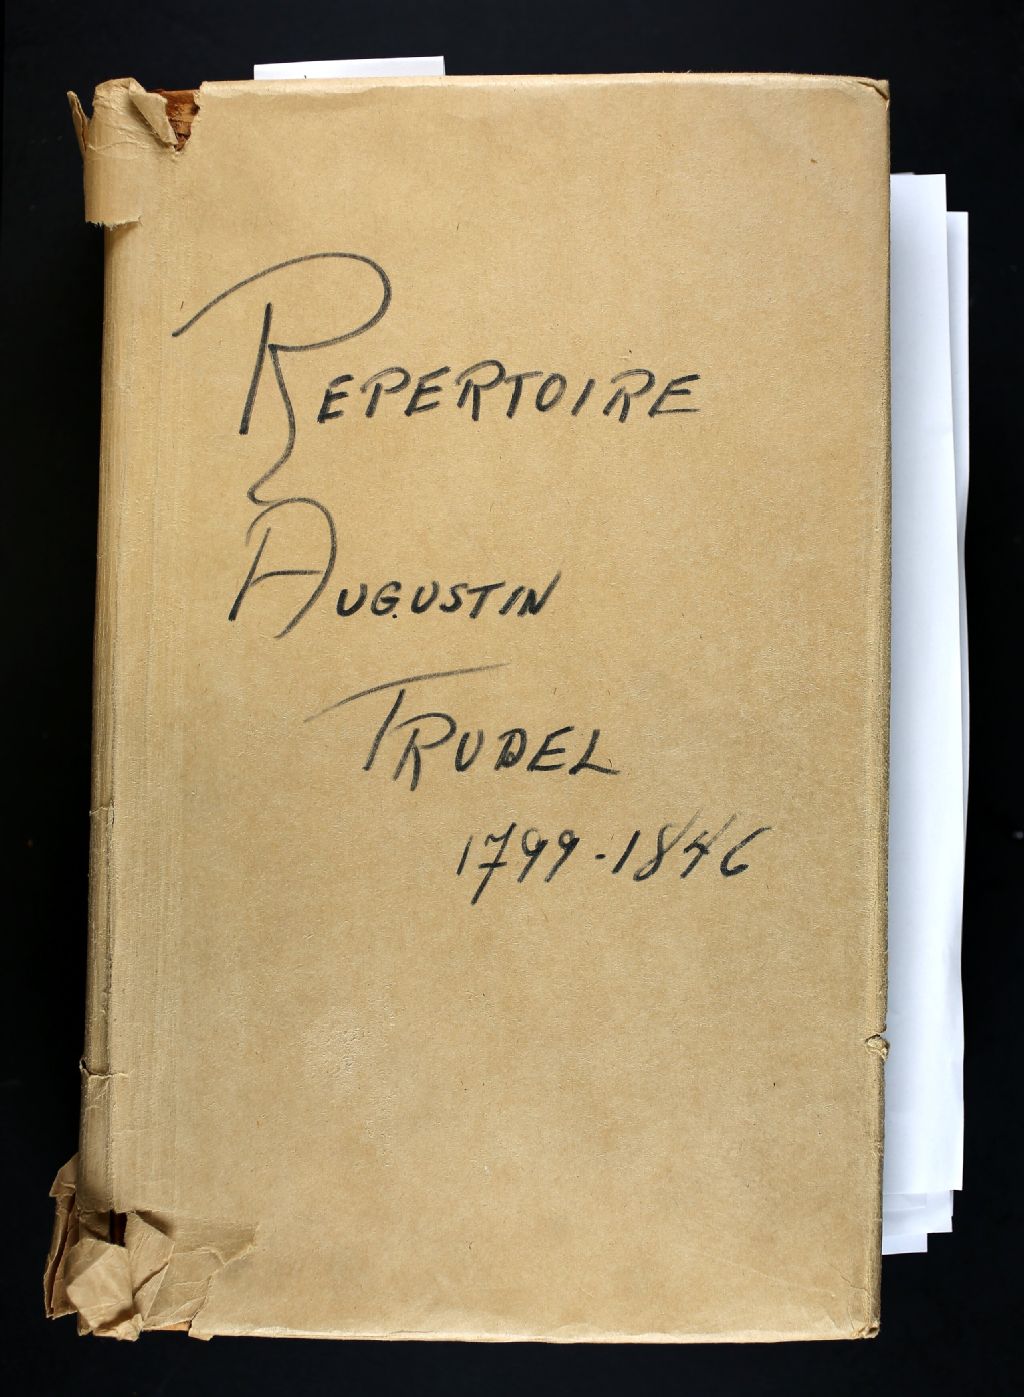 REPERTOIRE
AUGUSTIN
TRUDEL
1799-1846